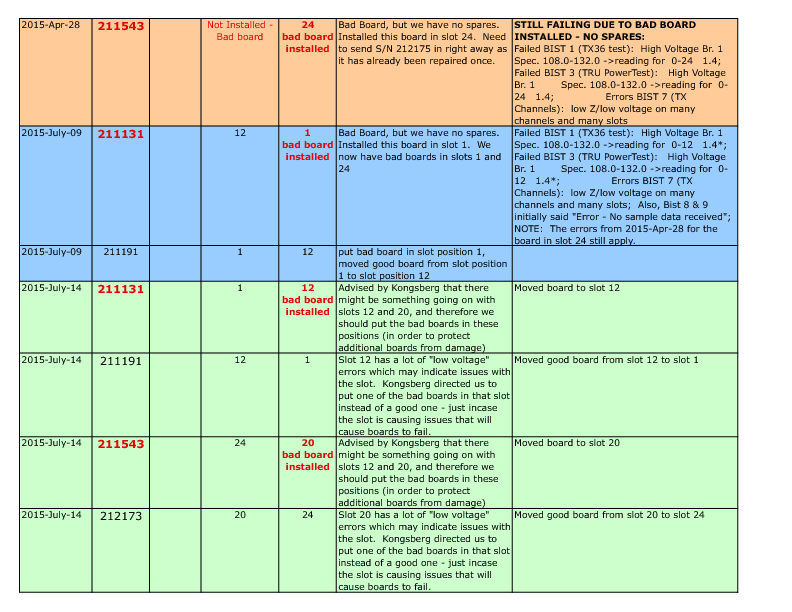 2015-Apr-28
211543
Not Installed -
Bad board
24
bad board
installed
Bad Board, but we have no spares.
Installed this board in slot 24.  Need
to send S/N 212175 in right away as
it has already been repaired once.
STILL FAILING DUE TO BAD BOARD
INSTALLED - NO SPARES:
Failed BIST 1 (TX36 test):  High Voltage Br. 1
Spec. 108.0-132.0 ->reading for  0-24   1.4;
Failed BIST 3 (TRU PowerTest):   High Voltage
Br. 1      Spec. 108.0-132.0 ->reading for  0-
24   1.4;             Errors BIST 7 (TX
Channels):  low Z/low voltage on many
channels and many slots
2015-July-09
211131
12
1
bad board
installed
Bad Board, but we have no spares.
Installed this board in slot 1.  We
now have bad boards in slots 1 and
24
Failed BIST 1 (TX36 test):  High Voltage Br. 1
Spec. 108.0-132.0 ->reading for  0-12   1.4*;
Failed BIST 3 (TRU PowerTest):   High Voltage
Br. 1      Spec. 108.0-132.0 ->reading for  0-
12   1.4*;             Errors BIST 7 (TX
Channels):  low Z/low voltage on many
channels and many slots;  Also, Bist 8 & 9
initially said "Error - No sample data received";
NOTE:  The errors from 2015-Apr-28 for the
board in slot 24 still apply.
2015-July-09
211191
1
12
put bad board in slot position 1,
moved good board from slot position
1 to slot position 12
2015-July-14
211131
1
12
bad board
installed
Advised by Kongsberg that there
might be something going on with
slots 12 and 20, and therefore we
should put the bad boards in these
positions (in order to protect
additional boards from damage)
Moved board to slot 12
2015-July-14
211191
12
1
Slot 12 has a lot of "low voltage"
errors which may indicate issues with
the slot.  Kongsberg directed us to
put one of the bad boards in that slot
instead of a good one - just incase
the slot is causing issues that will
cause boards to fail.
Moved good board from slot 12 to slot 1
2015-July-14
211543
24
20
bad board
installed
Advised by Kongsberg that there
might be something going on with
slots 12 and 20, and therefore we
should put the bad boards in these
positions (in order to protect
additional boards from damage)
Moved board to slot 20
2015-July-14
212173
20
24
Slot 20 has a lot of "low voltage"
errors which may indicate issues with
the slot.  Kongsberg directed us to
put one of the bad boards in that slot
instead of a good one - just incase
the slot is causing issues that will
cause boards to fail.
Moved good board from slot 20 to slot 24